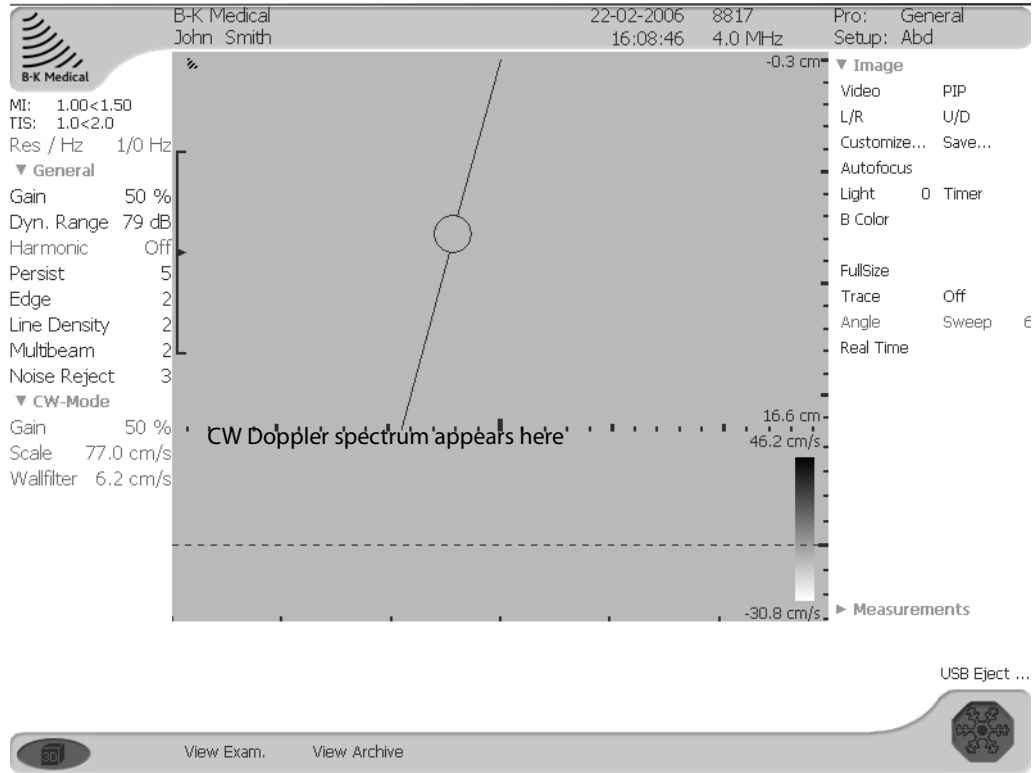 B-K Medical 22-02-2006 8817 Pro: General
John Smith 16:08:46 4.0 MHz Setup: Abd
B-K Medical
MI: 1.00<1.50
TIS: 1.0<2.0
Res / Hz 1/0 Hz
▼ General
Gain 50 %
Dyn. Range 79 dB
Harmonic Off
Persist 5
Edge 2
Line Density 2
Multibeam 2
Noise Reject 3
▼ CW-Mode
Gain 50 %
Scale 77.0 cm/s
Wallfilter 6.2 cm/s
-0.3 cm
16.6 cm
CW Doppler spectrum appears here
46.2 cm/s
-30.8 cm/s
▼ Image
Video PIP
L/R U/D
Customize... Save...
Autofocus
Light 0 Timer
B Color
FullSize
Trace Off
Angle Sweep 6
Real Time
► Measurements
USB Eject ...
3D View Exam. View Archive